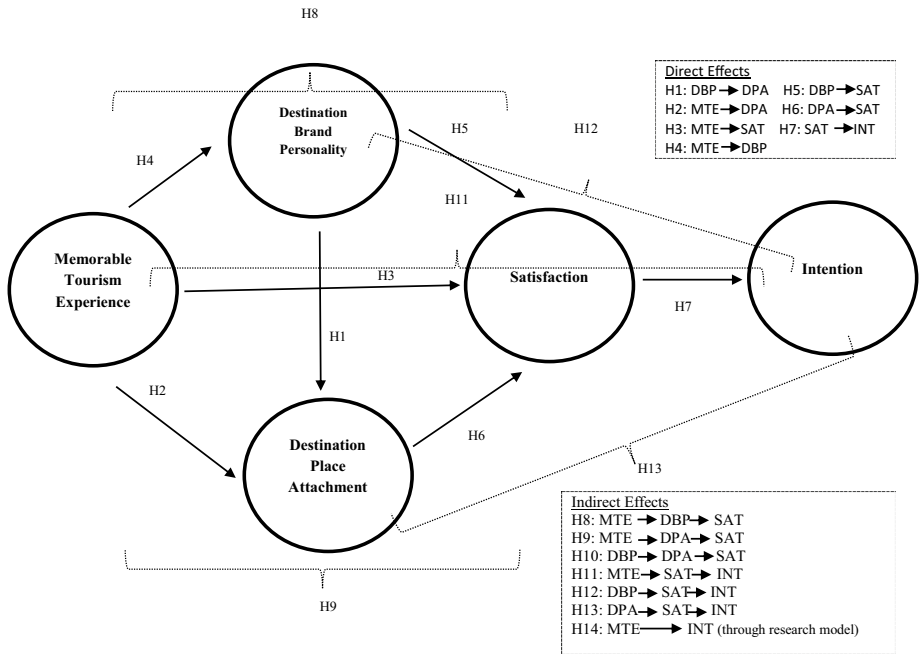 H8
Direct Effects
H1: DBP → DPA H5: DBP → SAT
H2: MTE → DPA H6: DPA → SAT
H3: MTE → SAT H7: SAT → INT
H4: MTE → DBP
Destination
Brand
Personality
H5
H12
H4
H11
Memorable
Tourism
Experience
H3
Satisfaction
Intention
H7
H1
H2
Destination
Place
Attachment
H6
H13
Indirect Effects
H8: MTE → DBP → SAT
H9: MTE → DPA → SAT
H10: DBP → DPA → SAT
H11: MTE → SAT → INT
H12: DBP → SAT → INT
H13: DPA → SAT → INT
H14: MTE → INT (through research model)
H9